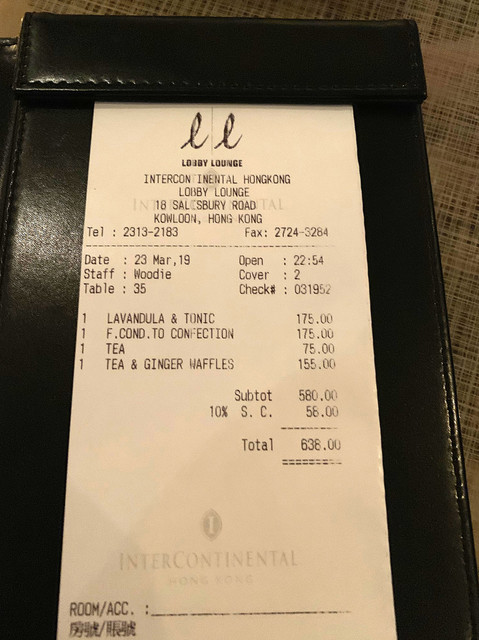 ll
LOBBY LOUNGE
INTERCONTINENTAL HONGKONG
LOBBY LOUNGE
18 SALISBURY ROAD
KOWLOON, HONG KONG
Tel : 2313-2183 Fax: 2724-3284
Date : 23 Mar,19 Open : 22:54
Staff : Woodie Cover : 2
Table : 35 Check# : 031952
1 LAVANDULA & TONIC 175.00
1 F.COND.TO CONFECTION 175.00
1 TEA 75.00
1 TEA & GINGER WAFFLES 155.00
Subtot 580.00
10% S. C. 58.00
Total 638.00
INTERCONTINENTAL
HONG KONG
ROOM/ACC. :
房號/賬號